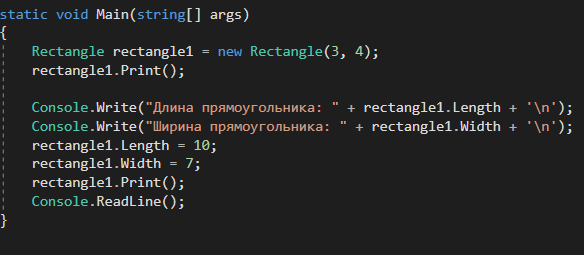 static void Main(string[] args)
{
    Rectangle rectangle1 = new Rectangle(3, 4);
    rectangle1.Print();

    Console.Write("Длина прямоугольника: " + rectangle1.Length + '\n');
    Console.Write("Ширина прямоугольника: " + rectangle1.Width + '\n');
    rectangle1.Length = 10;
    rectangle1.Width = 7;
    rectangle1.Print();
    Console.ReadLine();
}